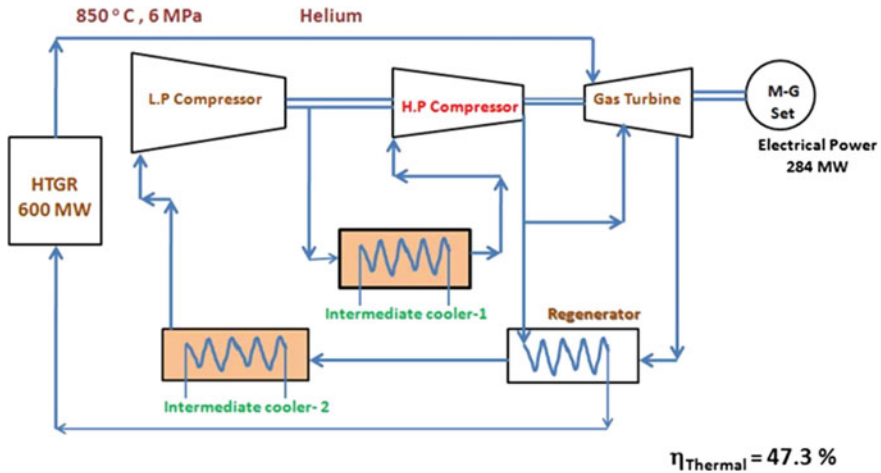 850 ° C , 6 MPa
Helium
L.P Compressor
H.P Compressor
Gas Turbine
M-G
Set
Electrical Power
284 MW
HTGR
600 MW
Intermediate cooler-1
Regenerator
Intermediate cooler- 2
ηThermal = 47.3 %